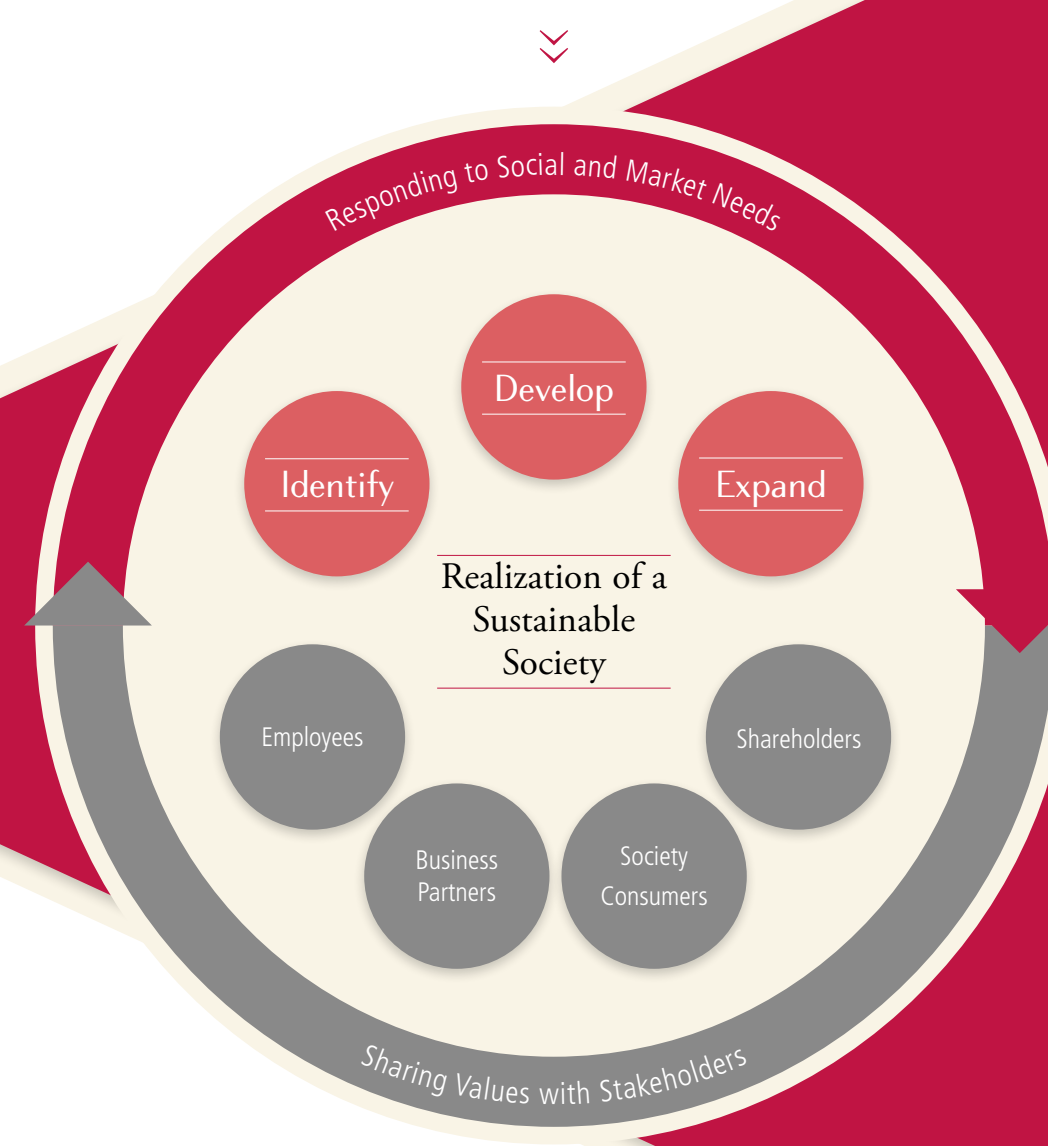 Responding to Social and Market Needs
Develop
Identify
Expand
Realization of a
Sustainable
Society
Employees
Shareholders
Business
Partners
Society
Consumers
Sharing Values with Stakeholders